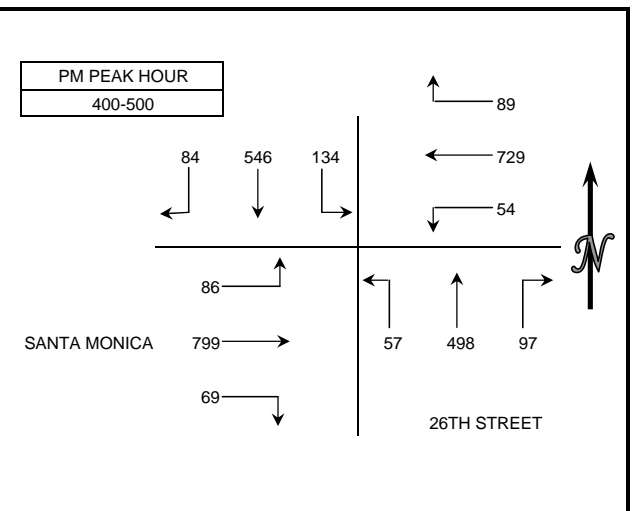 PM PEAK HOUR
400-500
89
84 546 134
729
54
86
N
SANTA MONICA 799
57 498 97
69
26TH STREET